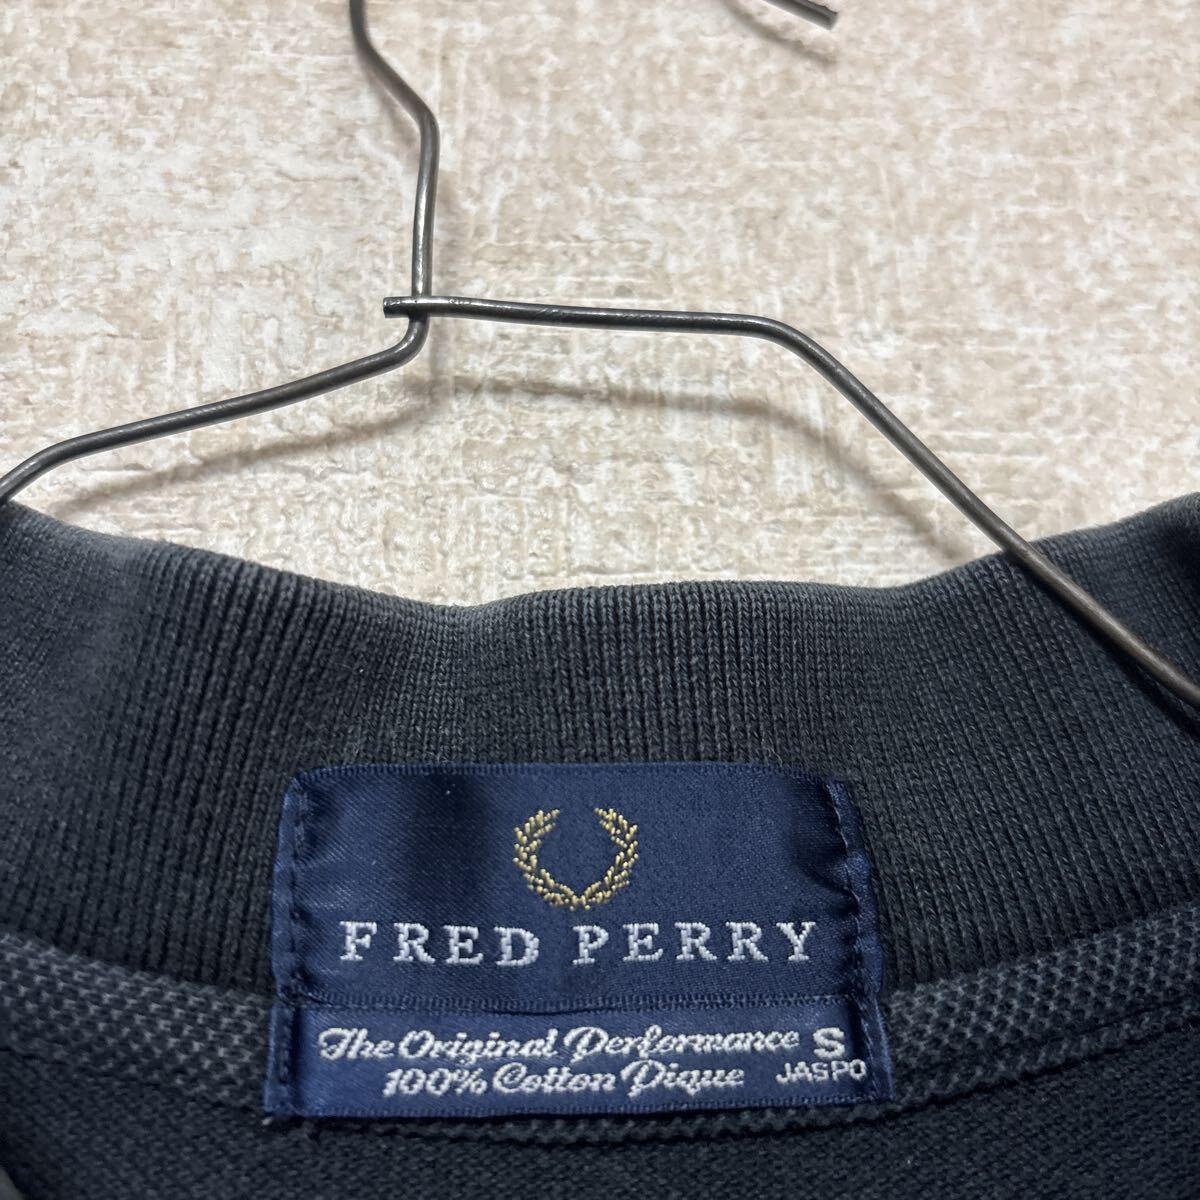 FRED PERRY
The Original Performance S
100% Cotton Pique JASPO